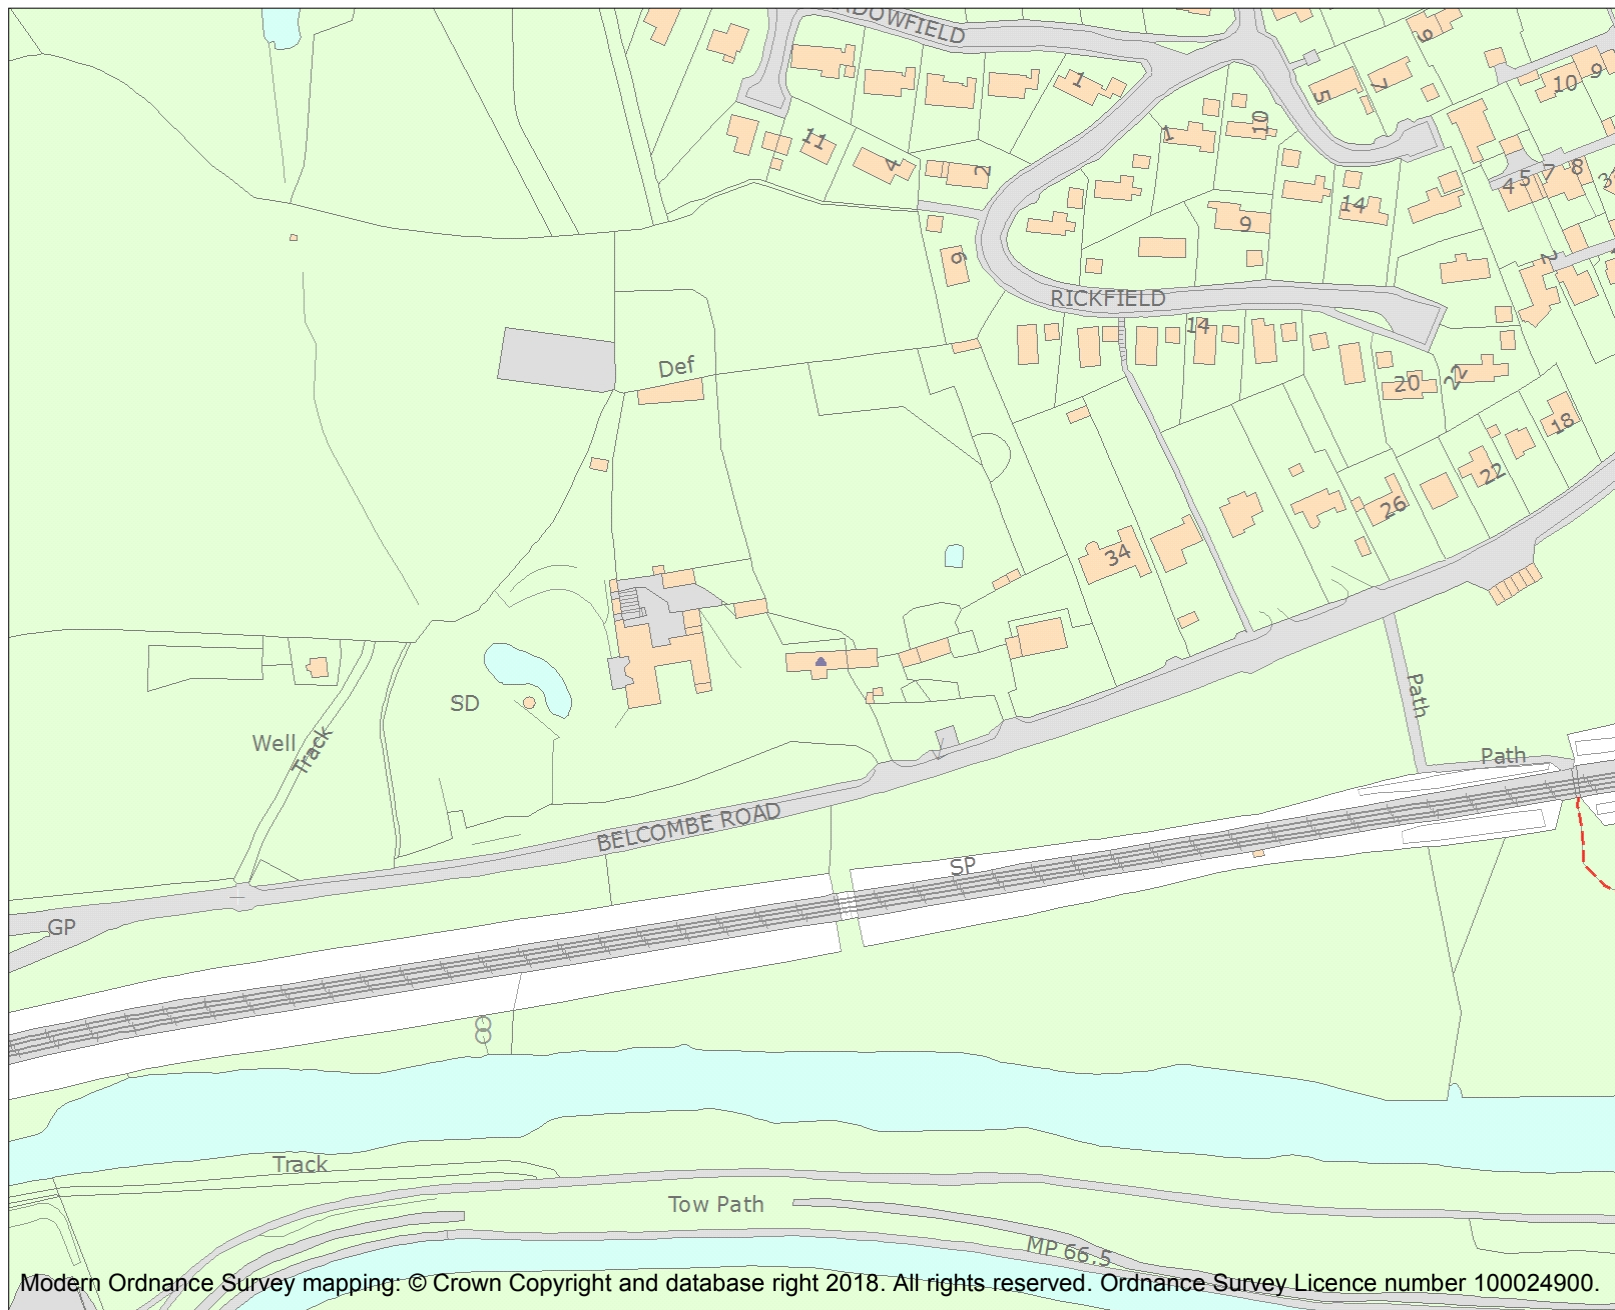 DOWFIELD
9
1
5
7
10
9
11
4
2
1
10
4
5
7
8
3
14
9
6
2
RICKFIELD
14
Def
20
22
18
22
26
34
SD
Well
Track
Path
Path
BELCOMBE ROAD
SP
GP
Track
Tow Path
MP 66.5
Modern Ordnance Survey mapping: © Crown Copyright and database right 2018. All rights reserved. Ordnance Survey Licence number 100024900.